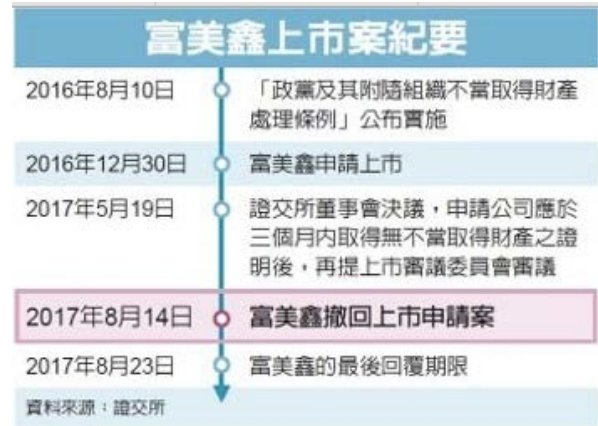 富美鑫上市案紀要
2016年8月10日 「政黨及其附隨組織不當取得財產
處理條例」公布實施
2016年12月30日 富美鑫申請上市
2017年5月19日 證交所董事會決議，申請公司應於
三個月內取得無不當取得財產之證
明後，再提上市審議委員會審議
2017年8月14日 富美鑫撤回上市申請案
2017年8月23日 富美鑫的最後回覆期限
資料來源：證交所